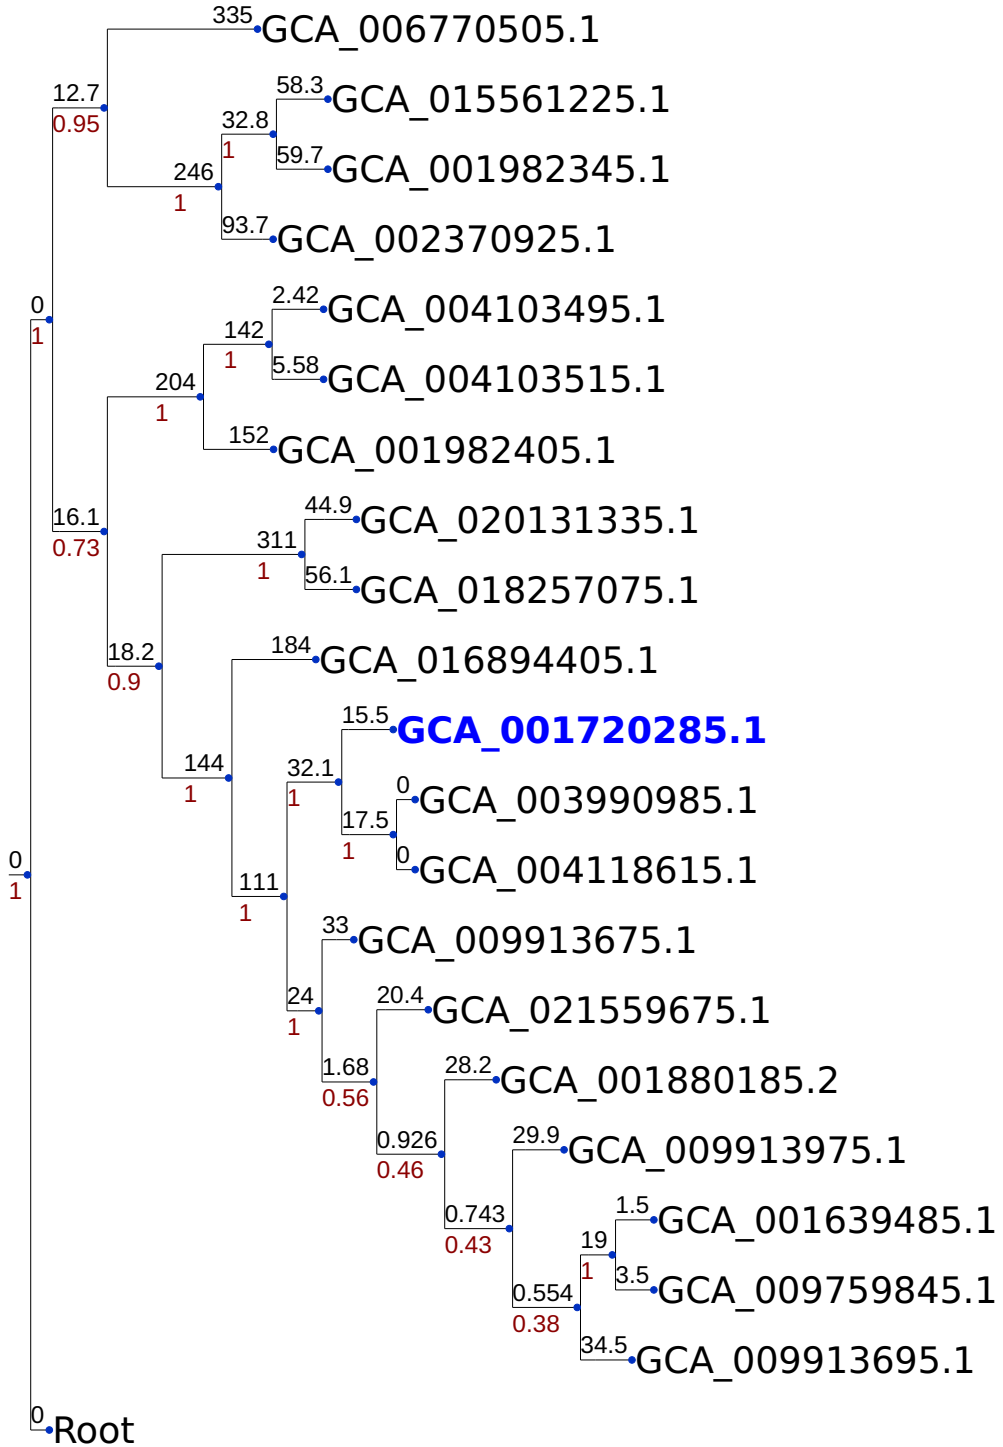 335 GCA_006770505.1
12.7
0.95
58.3 GCA_015561225.1
32.8
1
59.7 GCA_001982345.1
246
1
93.7 GCA_002370925.1
0
1
2.42 GCA_004103495.1
142
1
5.58 GCA_004103515.1
204
1
152 GCA_001982405.1
16.1
0.73
44.9 GCA_020131335.1
311
1
56.1 GCA_018257075.1
18.2
0.9
184 GCA_016894405.1
15.5 GCA_001720285.1
144
1
32.1
1
0 GCA_003990985.1
17.5
1
0 GCA_004118615.1
0
1
111
1
33 GCA_009913675.1
24
1
20.4 GCA_021559675.1
1.68
0.56
28.2 GCA_001880185.2
0.926
0.46
29.9 GCA_009913975.1
0.743
0.43
1.5 GCA_001639485.1
19
1
3.5 GCA_009759845.1
0.554
0.38
34.5 GCA_009913695.1
0 Root